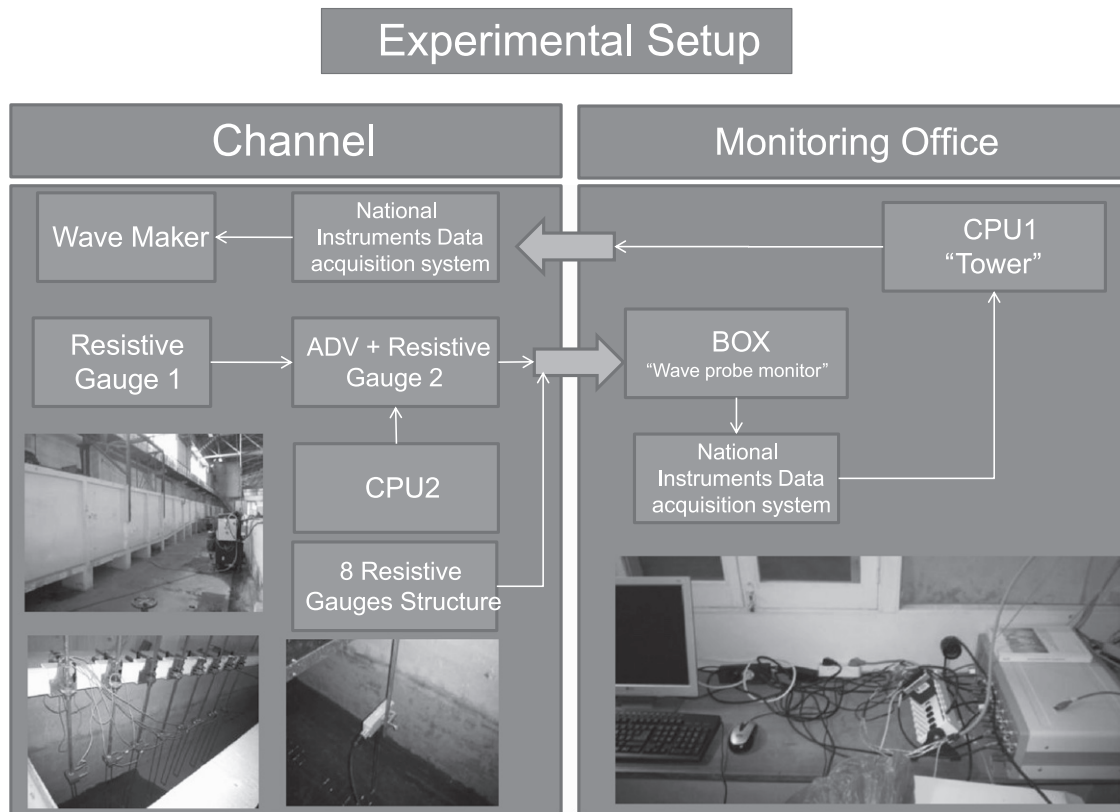 Experimental Setup
Channel
Monitoring Office
Wave Maker
National
Instruments Data
acquisition system
CPU1
“Tower”
Resistive
Gauge 1
ADV + Resistive
Gauge 2
BOX
“Wave probe monitor”
CPU2
National
Instruments Data
acquisition system
8 Resistive
Gauges Structure